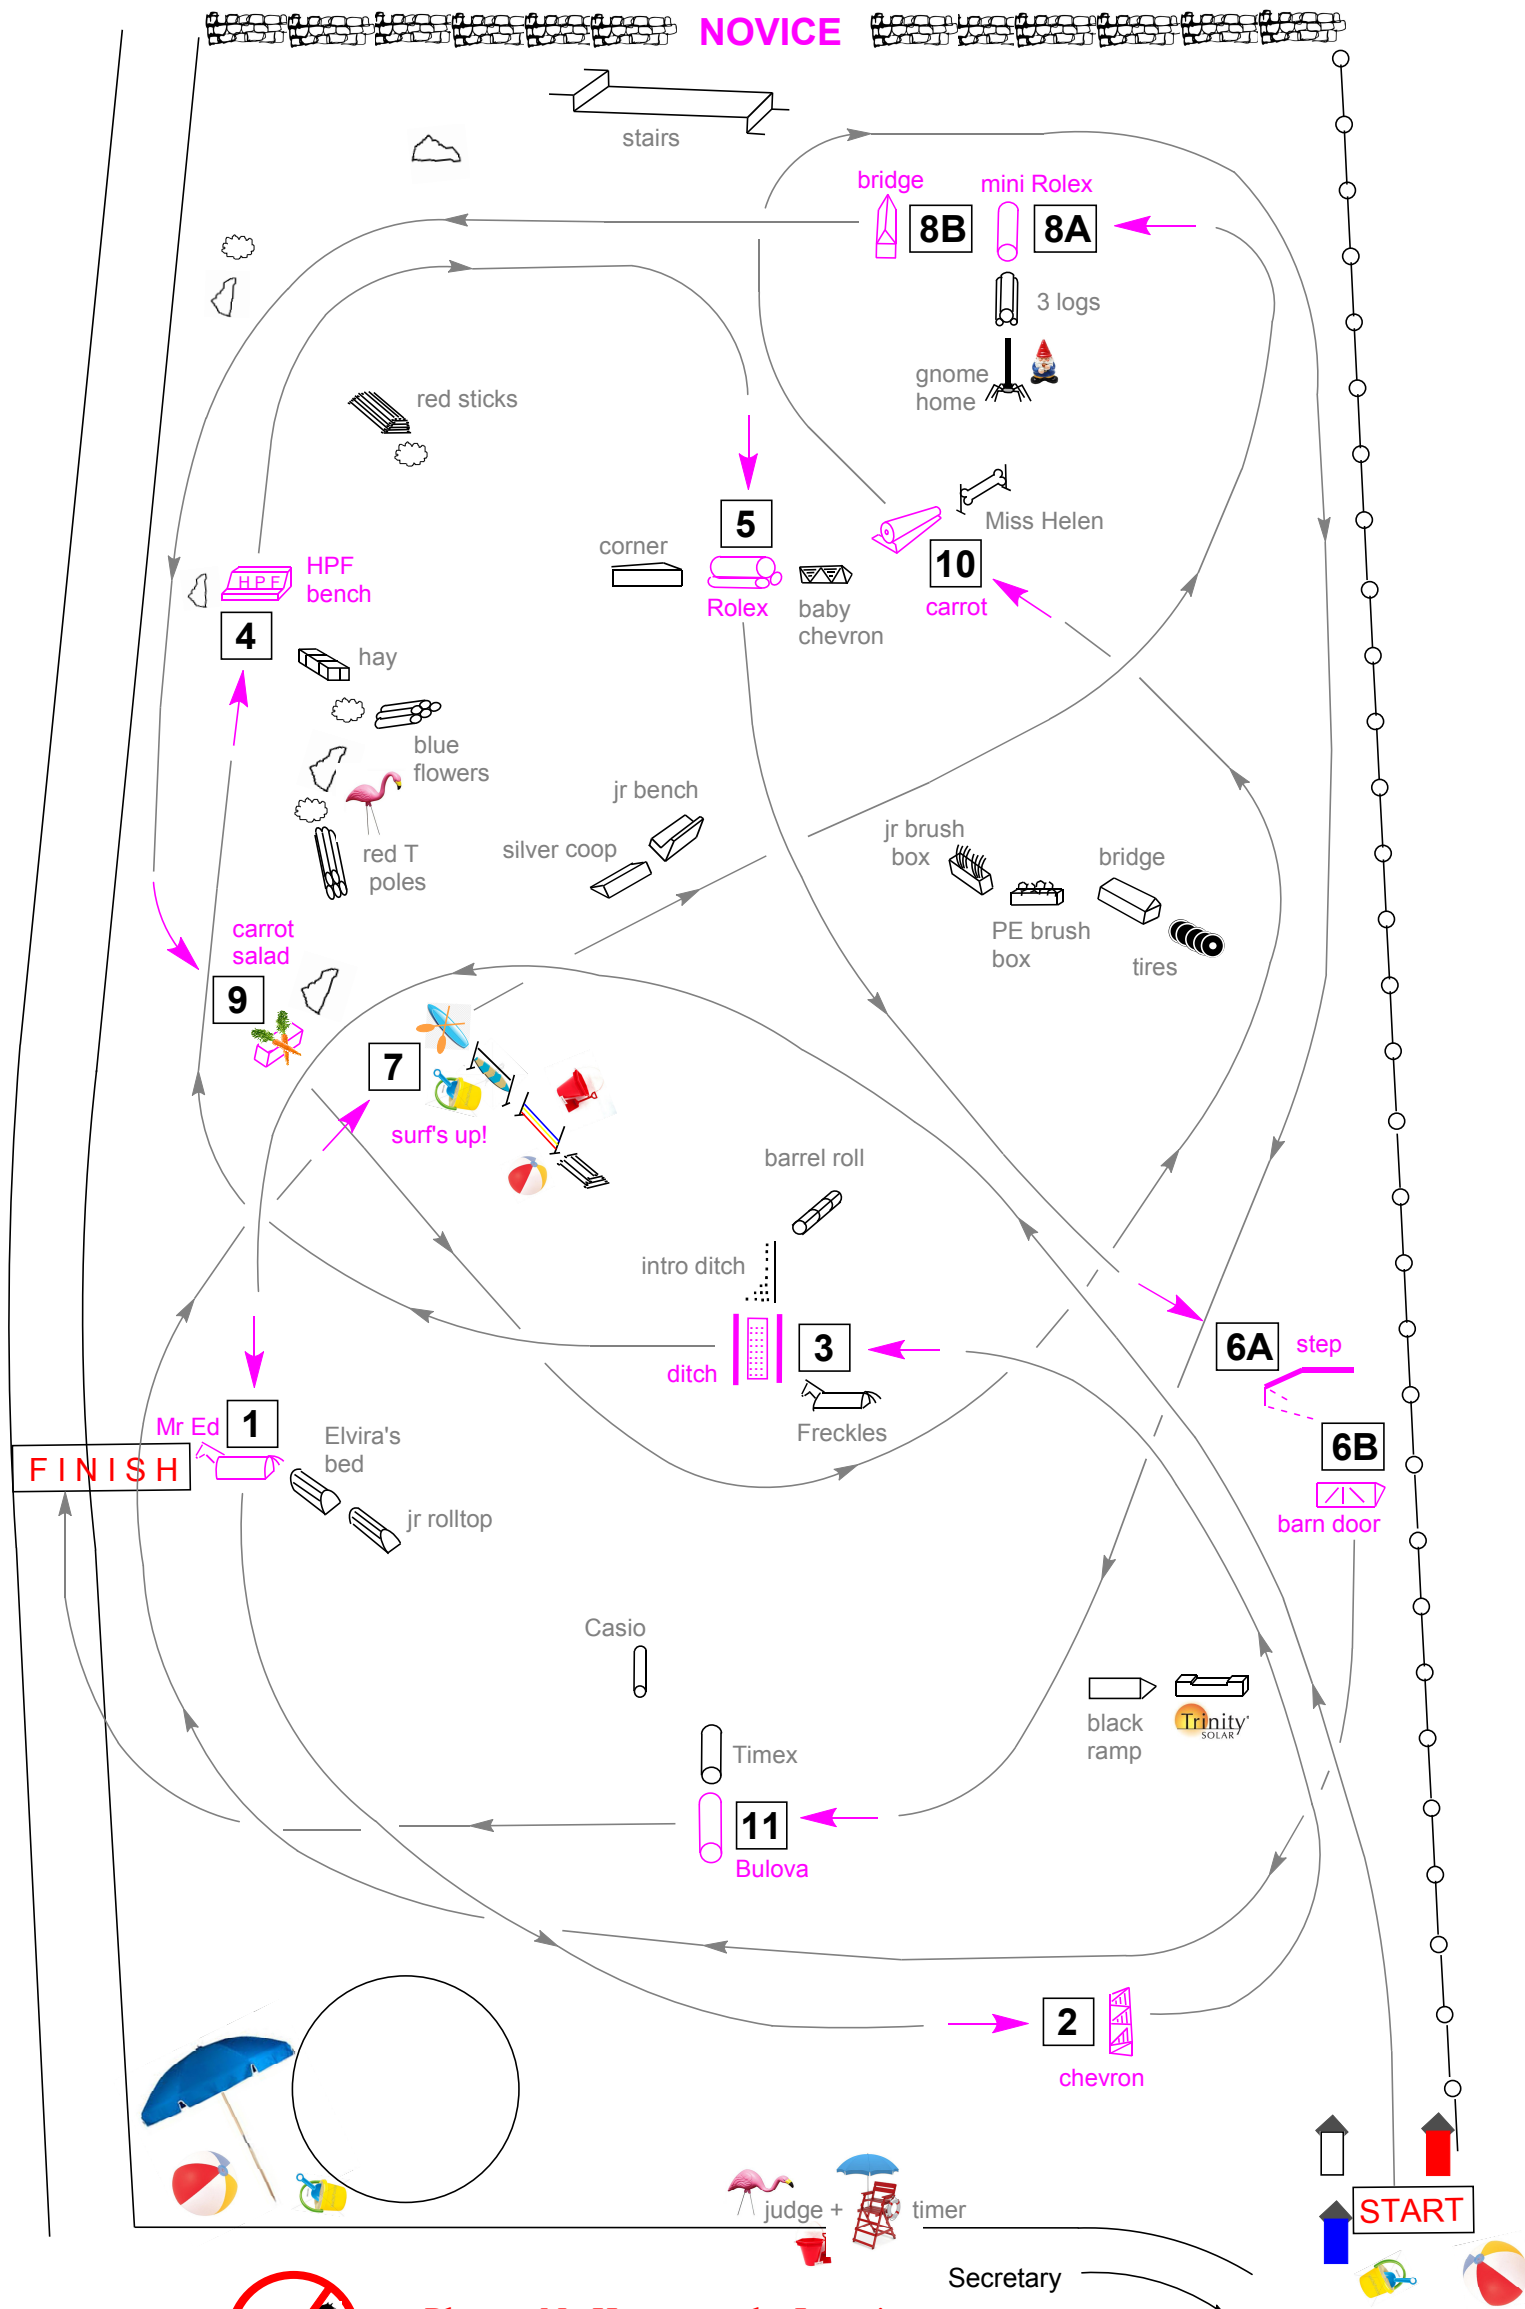 NOVICE
stairs
bridge
mini Rolex
8B
8A
3 logs
gnome
home
red sticks
5
Miss Helen
corner
HPF
bench
H P F
10
Rolex
baby
chevron
carrot
4
hay
blue
flowers
jr bench
silver coop
red T
poles
jr brush
box
bridge
PE brush
box
tires
carrot
salad
9
7
surf's up!
barrel roll
intro ditch
3
ditch
6A
step
Freckles
1
Mr Ed
Elvira's
bed
FINISH
6B
barn door
jr rolltop
Casio
black
ramp
Trinity
SOLAR
Timex
11
Bulova
2
chevron
judge +
timer
START
Secretary